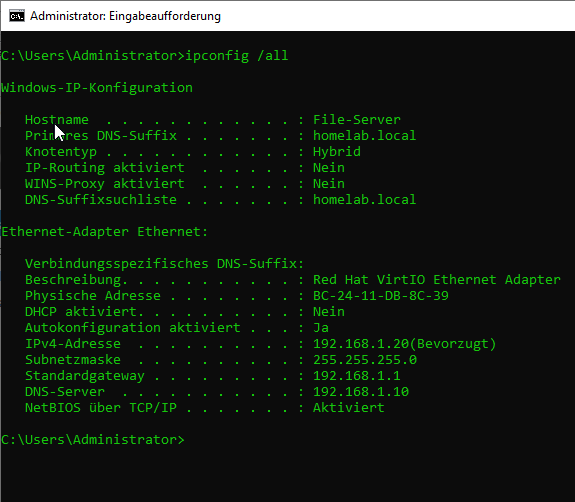 Administrator: Eingabeaufforderung
C:\Users\Administrator>ipconfig /all
Windows-IP-Konfiguration
Hostname  . . . . . . . . . . . . : File-Server
Primäres DNS-Suffix . . . . . . . : homelab.local
Knotentyp . . . . . . . . . . . . : Hybrid
IP-Routing aktiviert  . . . . . . : Nein
WINS-Proxy aktiviert  . . . . . . : Nein
DNS-Suffixsuchliste . . . . . . . : homelab.local
Ethernet-Adapter Ethernet:
Verbindungsspezifisches DNS-Suffix:
Beschreibung. . . . . . . . . . . : Red Hat VirtIO Ethernet Adapter
Physische Adresse . . . . . . . . : BC-24-11-DB-8C-39
DHCP aktiviert. . . . . . . . . . : Nein
Autokonfiguration aktiviert . . . : Ja
IPv4-Adresse  . . . . . . . . . . : 192.168.1.20(Bevorzugt)
Subnetzmaske  . . . . . . . . . . : 255.255.255.0
Standardgateway . . . . . . . . . : 192.168.1.1
DNS-Server  . . . . . . . . . . . : 192.168.1.10
NetBIOS über TCP/IP . . . . . . . : Aktiviert
C:\Users\Administrator>